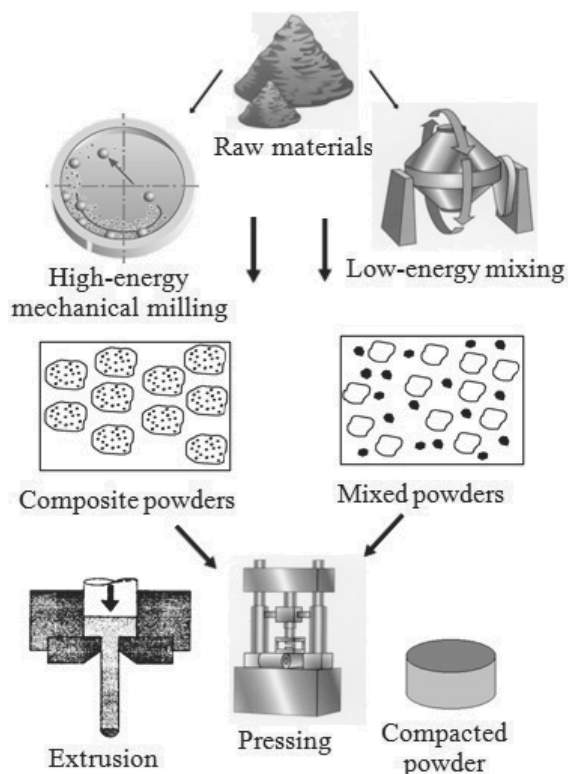 Raw materials
High-energy
mechanical milling
Low-energy mixing
Composite powders
Mixed powders
Extrusion
Pressing
Compacted
powder